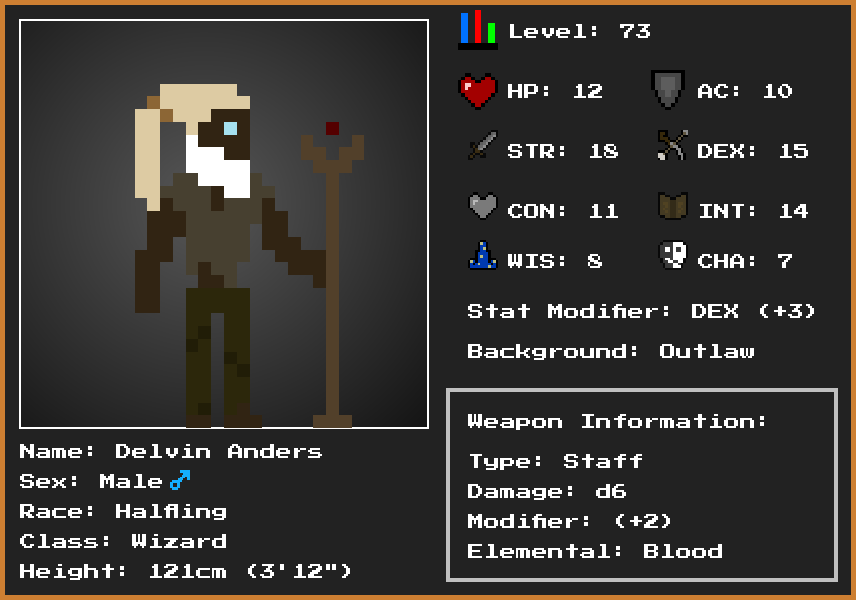 Level: 73
HP: 12
AC: 10
STR: 18
DEX: 15
CON: 11
INT: 14
WIS: 8
CHA: 7
Stat Modifier: DEX (+3)
Background: Outlaw
Weapon Information:
Type: Staff
Damage: d6
Modifier: (+2)
Elemental: Blood
Name: Delvin Anders
Sex: Male ♂
Race: Halfling
Class: Wizard
Height: 121cm (3'12")